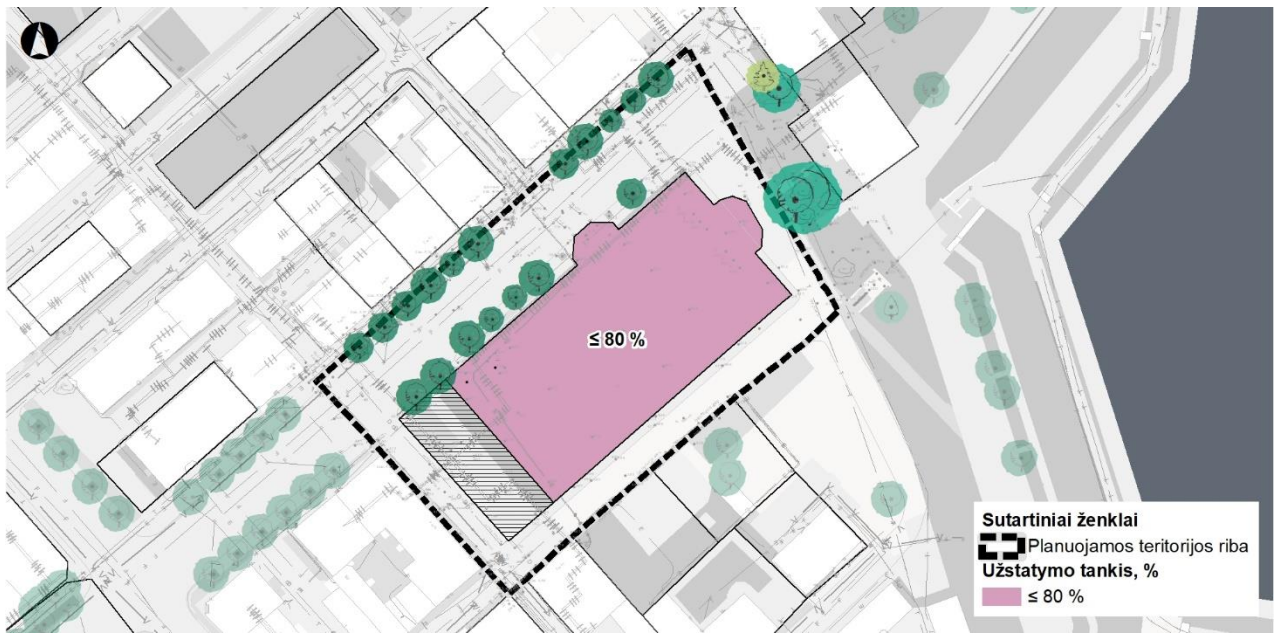 ≤ 80 %
Sutartiniai ženklai
Planuojamos teritorijos riba
Užstatymo tankis, %
≤ 80 %